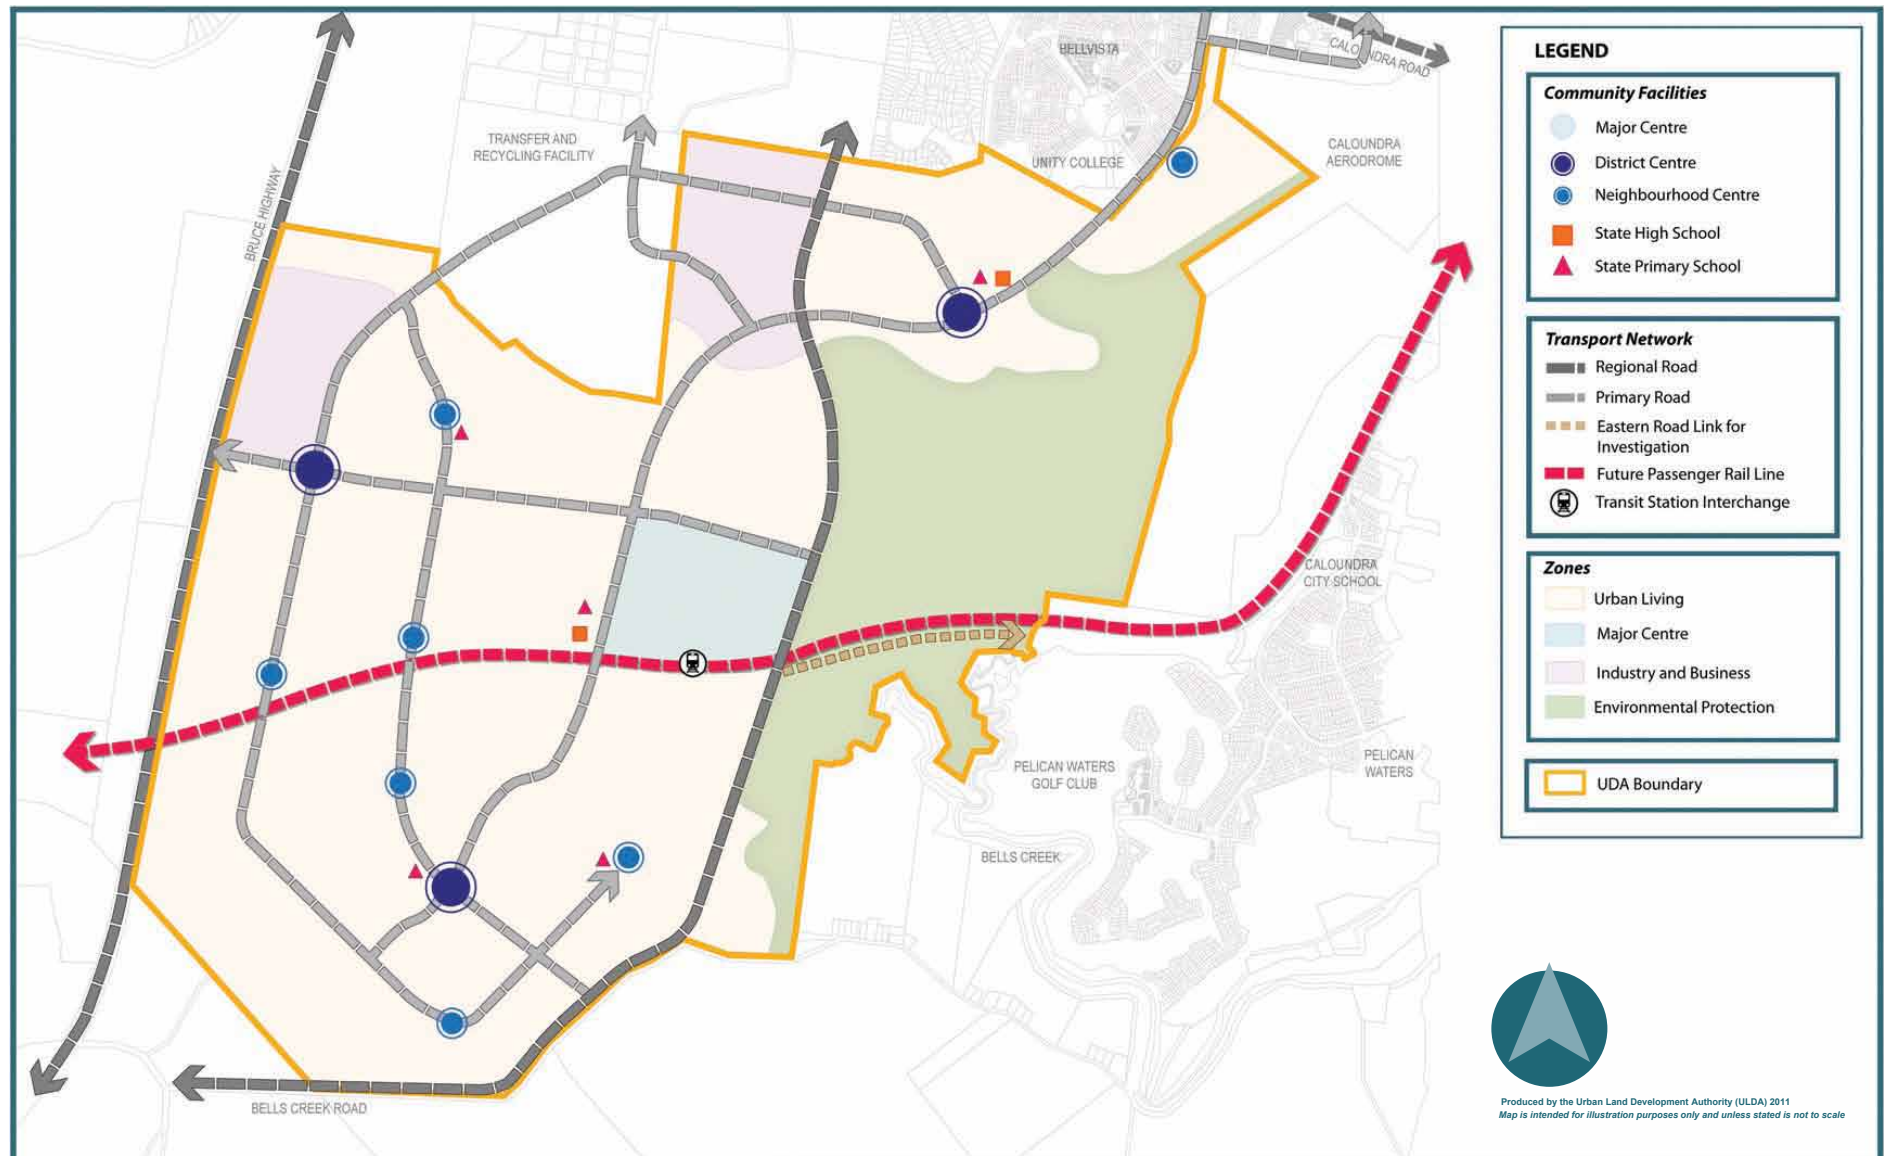 BELLVISTA
CALOUNDRA ROAD
TRANSFER AND
RECYCLING FACILITY
UNITY COLLEGE
CALOUNDRA
AERODROME
BRUCE HIGHWAY
CALOUNDRA
CITY SCHOOL
PELICAN WATERS
GOLF CLUB
PELICAN
WATERS
BELLS CREEK
BELLS CREEK ROAD
LEGEND
Community Facilities
Major Centre
District Centre
Neighbourhood Centre
State High School
State Primary School
Transport Network
Regional Road
Primary Road
Eastern Road Link for
Investigation
Future Passenger Rail Line
Transit Station Interchange
Zones
Urban Living
Major Centre
Industry and Business
Environmental Protection
UDA Boundary
Produced by the Urban Land Development Authority (ULDA) 2011
Map is intended for illustration purposes only and unless stated is not to scale